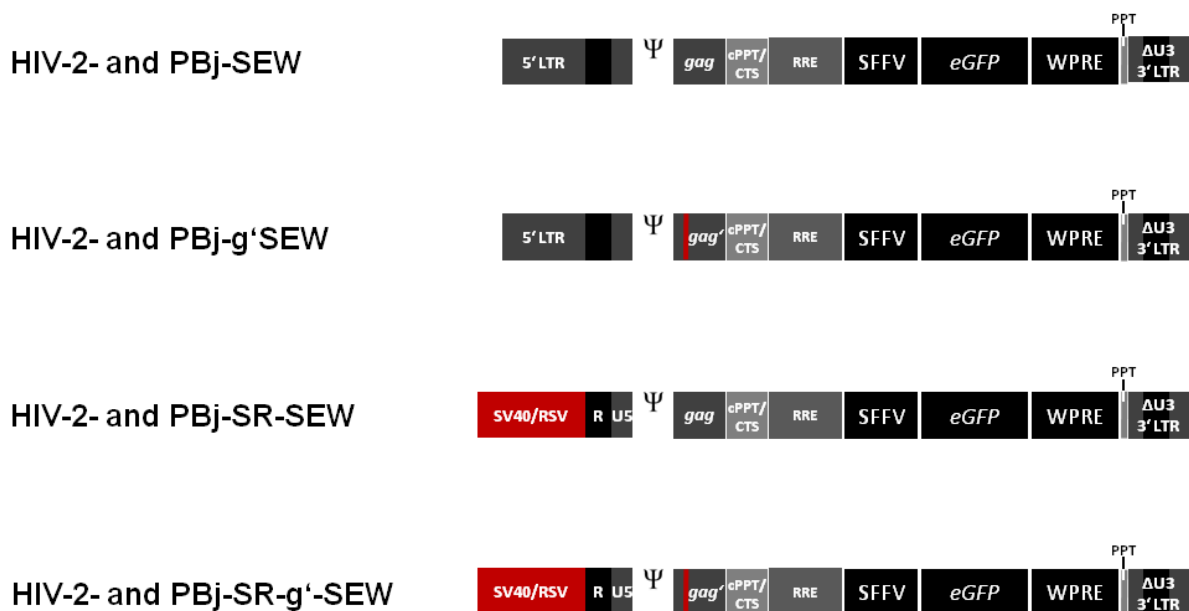 PPT
HIV-2- and PBj-SEW
5‘ LTR
Ψ
gag
cPPT/
CTS
RRE
SFFV
eGFP
WPRE
ΔU3
3‘ LTR
PPT
HIV-2- and PBj-g‘SEW
5‘ LTR
Ψ
gag‘
cPPT/
CTS
RRE
SFFV
eGFP
WPRE
ΔU3
3‘ LTR
PPT
HIV-2- and PBj-SR-SEW
SV40/RSV
R
U5
Ψ
gag
cPPT/
CTS
RRE
SFFV
eGFP
WPRE
ΔU3
3‘ LTR
PPT
HIV-2- and PBj-SR-g‘-SEW
SV40/RSV
R
U5
Ψ
gag‘
cPPT/
CTS
RRE
SFFV
eGFP
WPRE
ΔU3
3‘ LTR